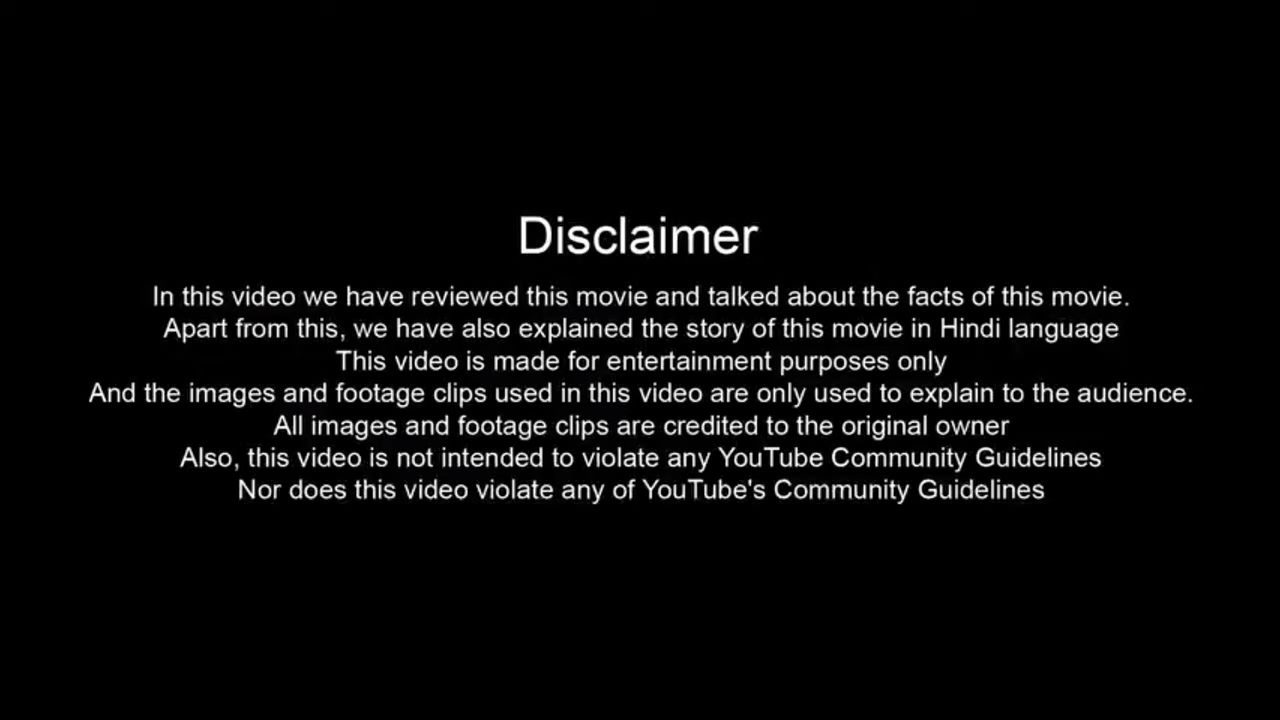 Disclaimer
In this video we have reviewed this movie and talked about the facts of this movie.
Apart from this, we have also explained the story of this movie in Hindi language
This video is made for entertainment purposes only
And the images and footage clips used in this video are only used to explain to the audience.
All images and footage clips are credited to the original owner
Also, this video is not intended to violate any YouTube Community Guidelines
Nor does this video violate any of YouTube's Community Guidelines